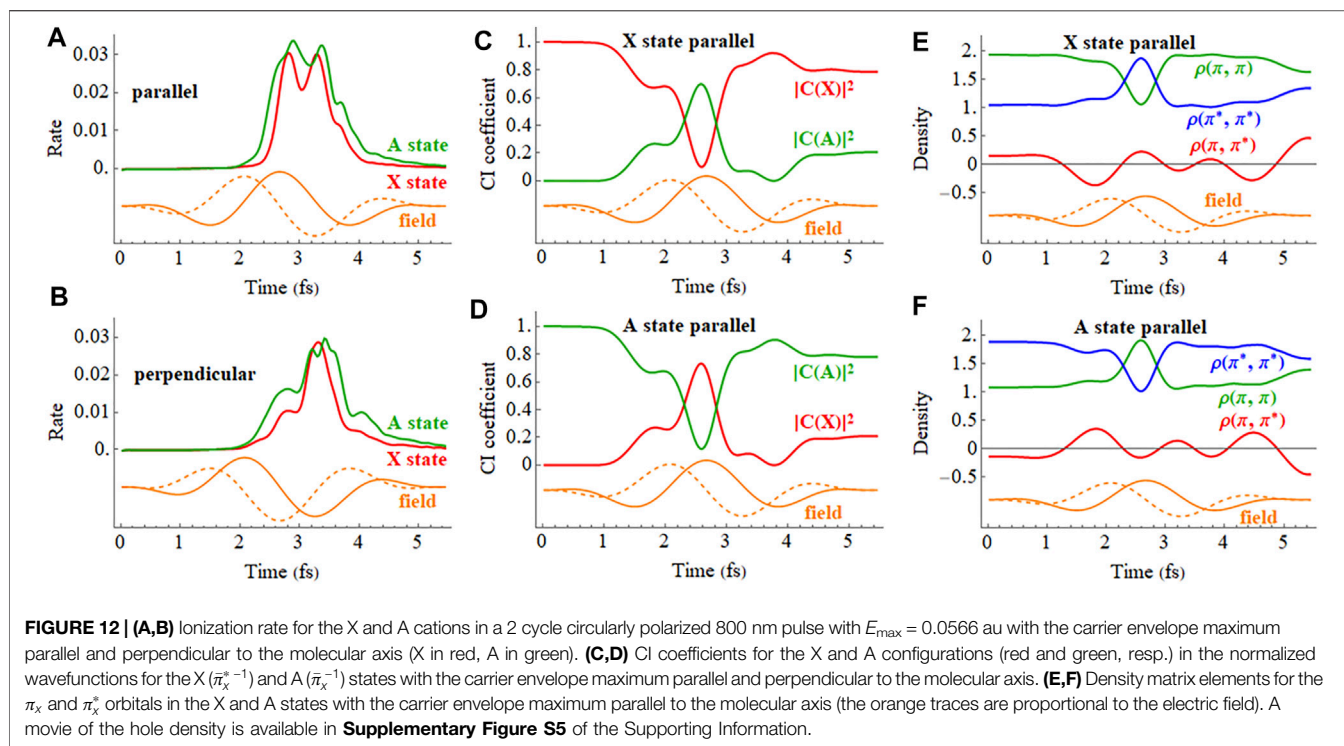 A
0.03
0.02
0.01
0.
Rate
parallel
A state
X state
field
0 1 2 3 4 5
Time (fs)
B
0.03
0.02
0.01
0.
Rate
perpendicular
A state
X state
field
0 1 2 3 4 5
Time (fs)
C
1.
0.8
0.6
0.4
0.2
0
CI coefficient
X state parallel
|C(X)|²
|C(A)|²
field
0 1 2 3 4 5
Time (fs)
D
1.
0.8
0.6
0.4
0.2
0
CI coefficient
A state parallel
|C(A)|²
|C(X)|²
field
0 1 2 3 4 5
Time (fs)
E
2.
1.5
1.
0.5
0
−0.5
Density
X state parallel
ρ(π, π)
ρ(π*, π*)
ρ(π, π*)
field
0 1 2 3 4 5
Time (fs)
F
2.
1.5
1.
0.5
0
−0.5
Density
A state parallel
ρ(π*, π*)
ρ(π, π)
ρ(π, π*)
field
0 1 2 3 4 5
Time (fs)
FIGURE 12 | (A,B) Ionization rate for the X and A cations in a 2 cycle circularly polarized 800 nm pulse with Emax = 0.0566 au with the carrier envelope maximum
parallel and perpendicular to the molecular axis (X in red, A in green). (C,D) CI coefficients for the X and A configurations (red and green, resp.) in the normalized
wavefunctions for the X (π̄ₓ*⁻¹) and A (π̄ₓ⁻¹) states with the carrier envelope maximum parallel and perpendicular to the molecular axis. (E,F) Density matrix elements for the
πₓ and πₓ* orbitals in the X and A states with the carrier envelope maximum parallel to the molecular axis (the orange traces are proportional to the electric field). A
movie of the hole density is available in Supplementary Figure S5 of the Supporting Information.